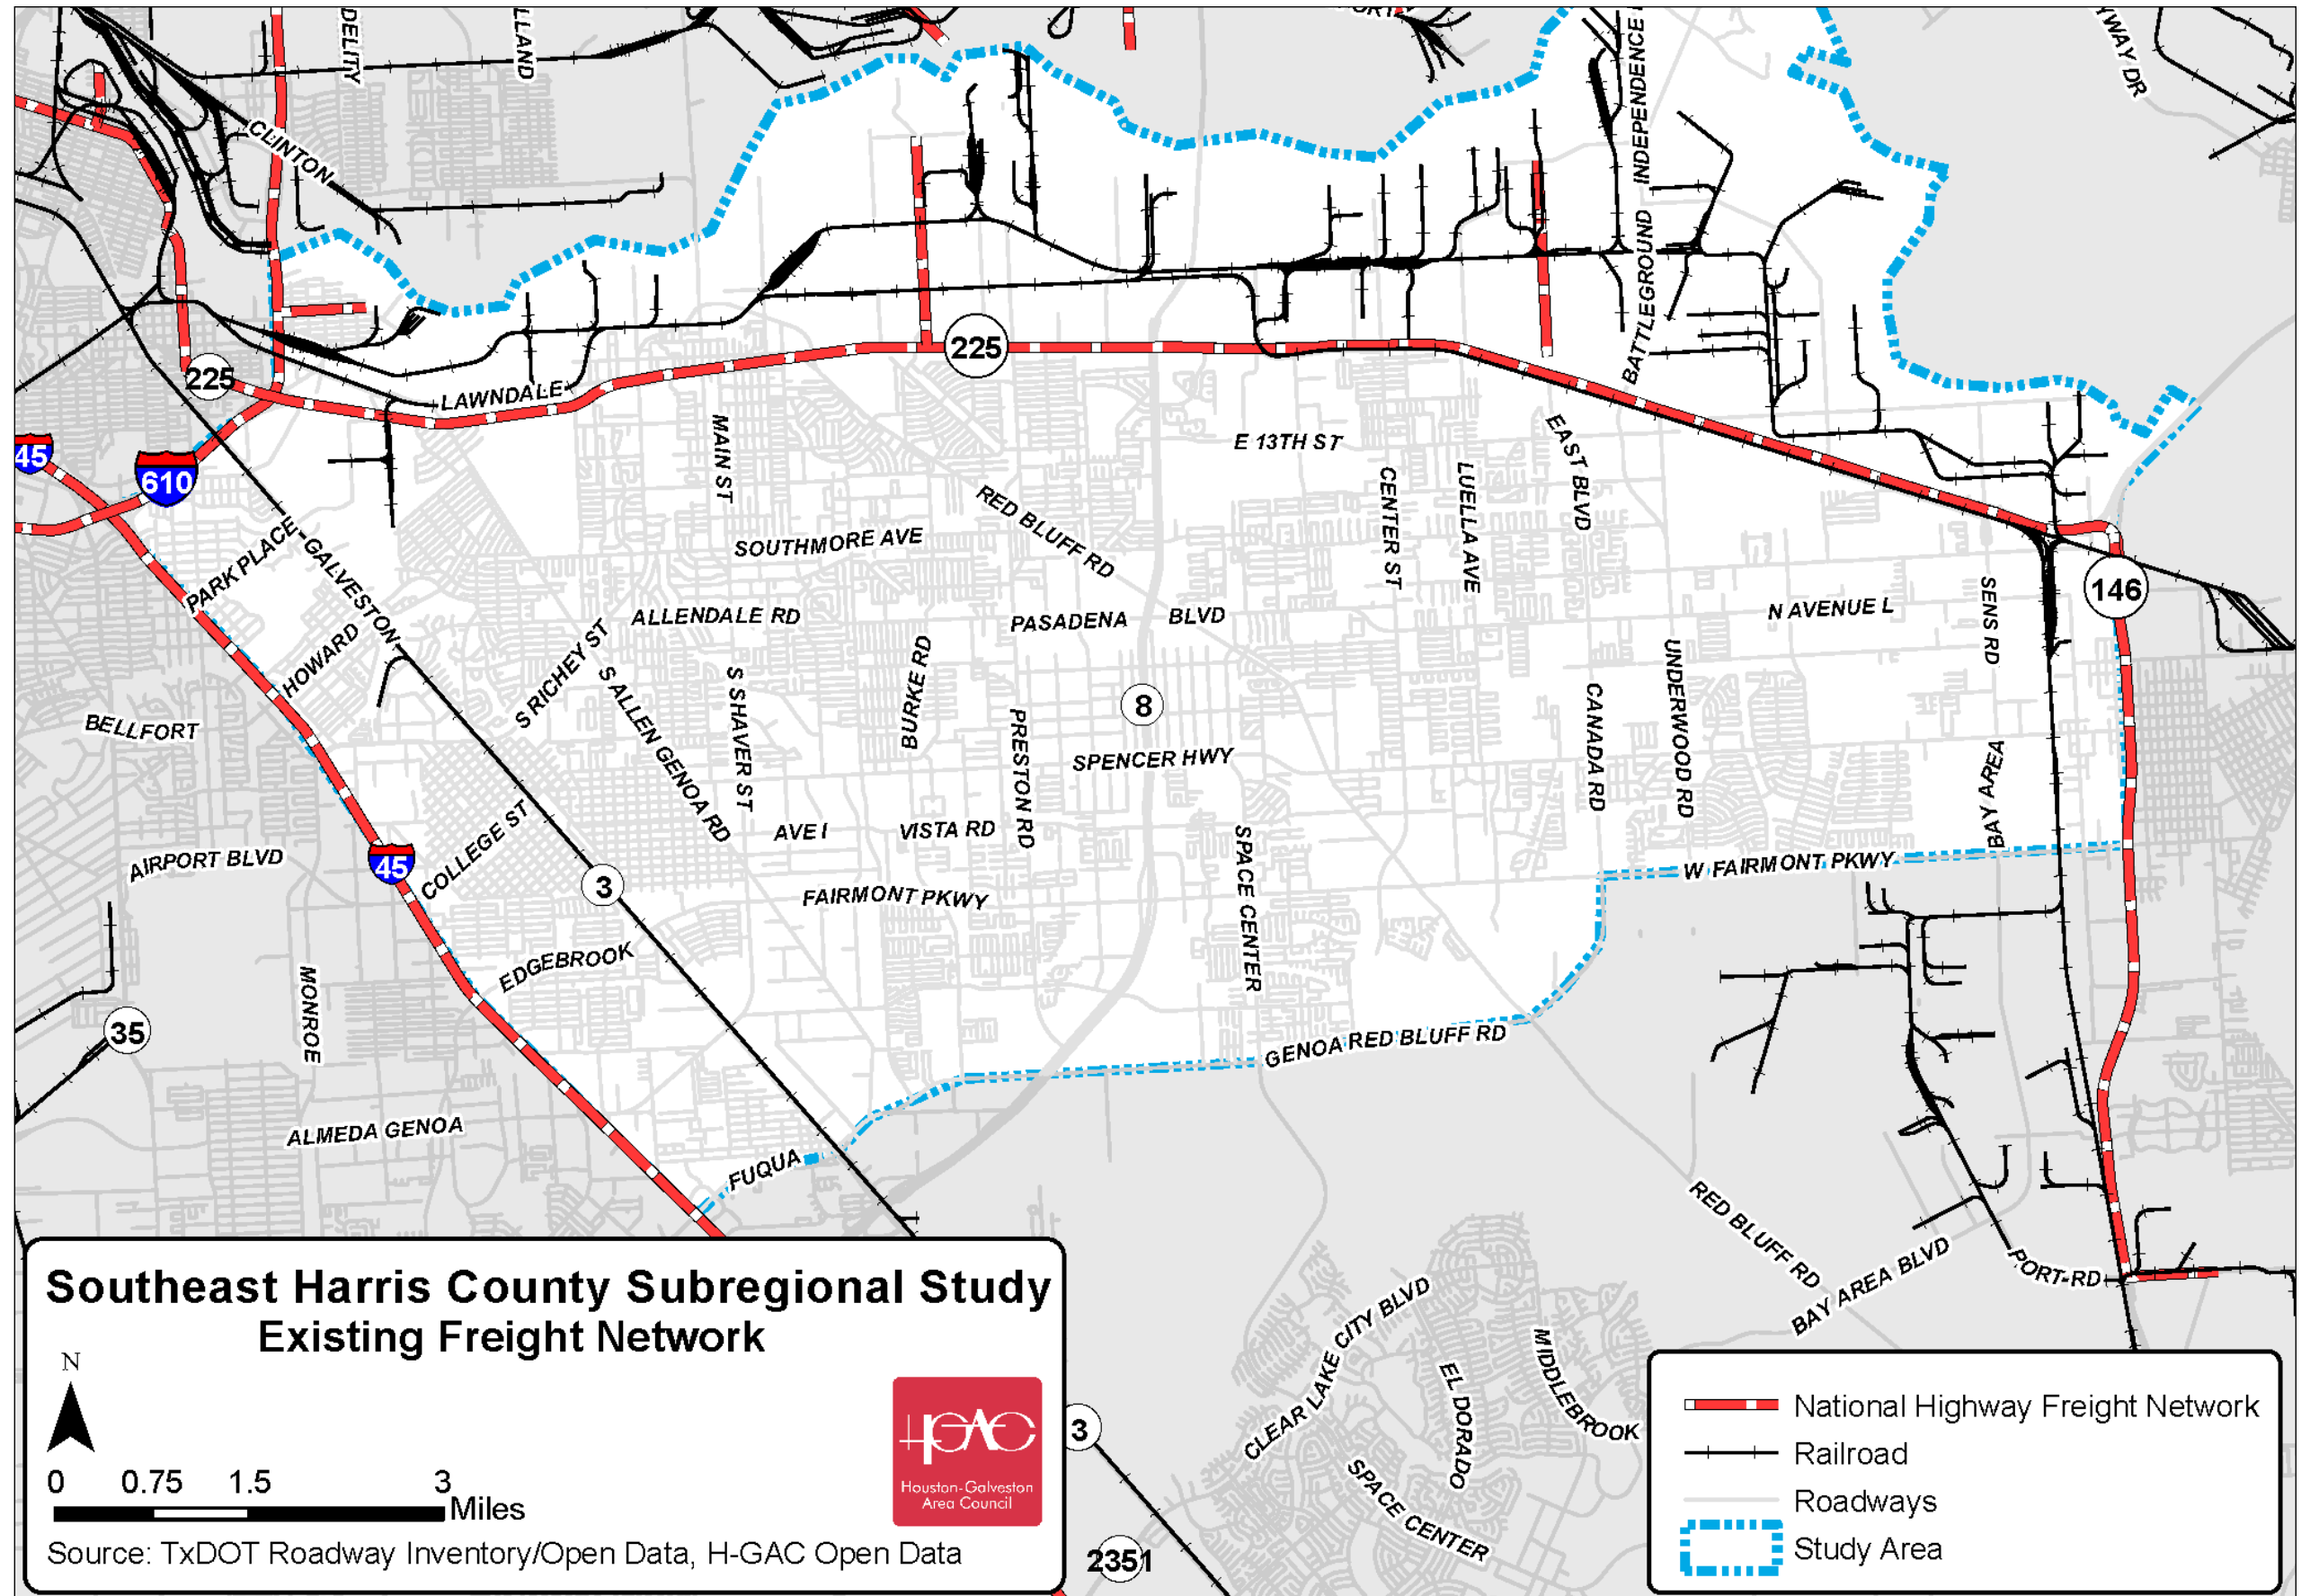 DELITY
LLAND
PORT
INDEPENDENCE
YWAY DR
CLINTON
INDEPENDENCE
BATTLEGROUND
225
225
LAWNDALE
45
610
MAIN ST
E 13TH ST
CENTER ST
LUELLA AVE
EAST BLVD
RED BLUFF RD
SOUTHMORE AVE
PARK PLACE
GALVESTON
HOWARD
ALLENDALE RD
PASADENA BLVD
N AVENUE L
SENS RD
146
S RICHEY ST
S ALLEN GENOA RD
S SHAVER ST
BURKE RD
PRESTON RD
8
CANADA RD
UNDERWOOD RD
BELLFORT
SPENCER HWY
BAY AREA
AIRPORT BLVD
45
COLLEGE ST
3
AVE I
VISTA RD
SPACE CENTER
W FAIRMONT PKWY
FAIRMONT PKWY
EDGEBROOK
MONROE
35
GENOA RED BLUFF RD
ALMEDA GENOA
FUQUA
RED BLUFF RD
BAY AREA BLVD
PORT RD
CLEAR LAKE CITY BLVD
EL DORADO
MIDDLEBROOK
SPACE CENTER
3
2351
Southeast Harris County Subregional Study
Existing Freight Network
N
0 0.75 1.5 3
Miles
HGAC
Houston-Galveston
Area Council
Source: TxDOT Roadway Inventory/Open Data, H-GAC Open Data
National Highway Freight Network
Railroad
Roadways
Study Area